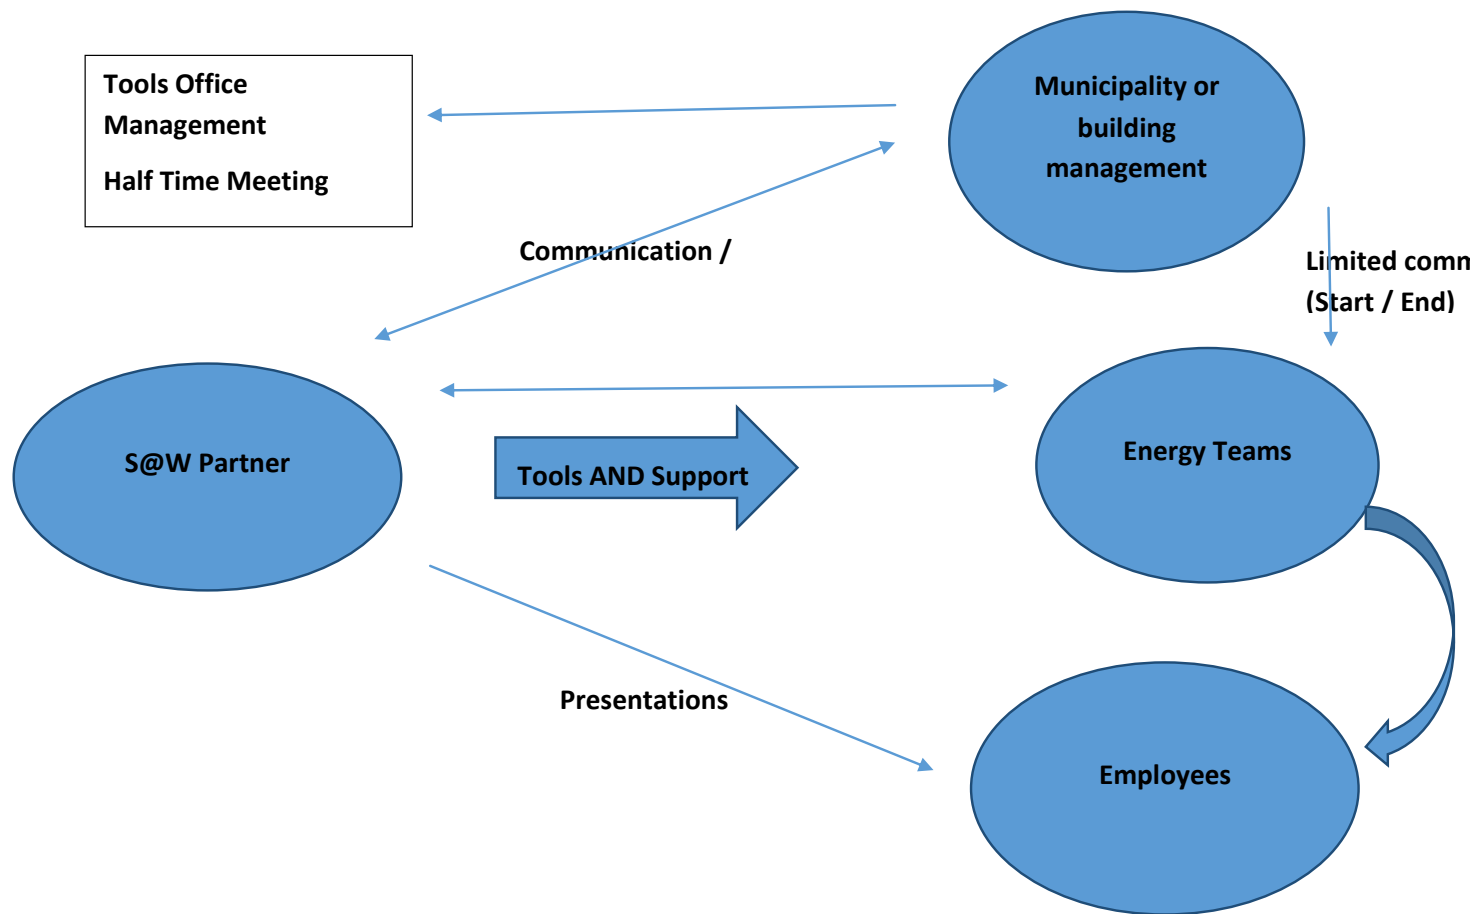 Tools Office
Management
Half Time Meeting
Municipality or
building
management
Communication /
Limited comm
(Start / End)
S@W Partner
Tools AND Support
Energy Teams
Presentations
Employees